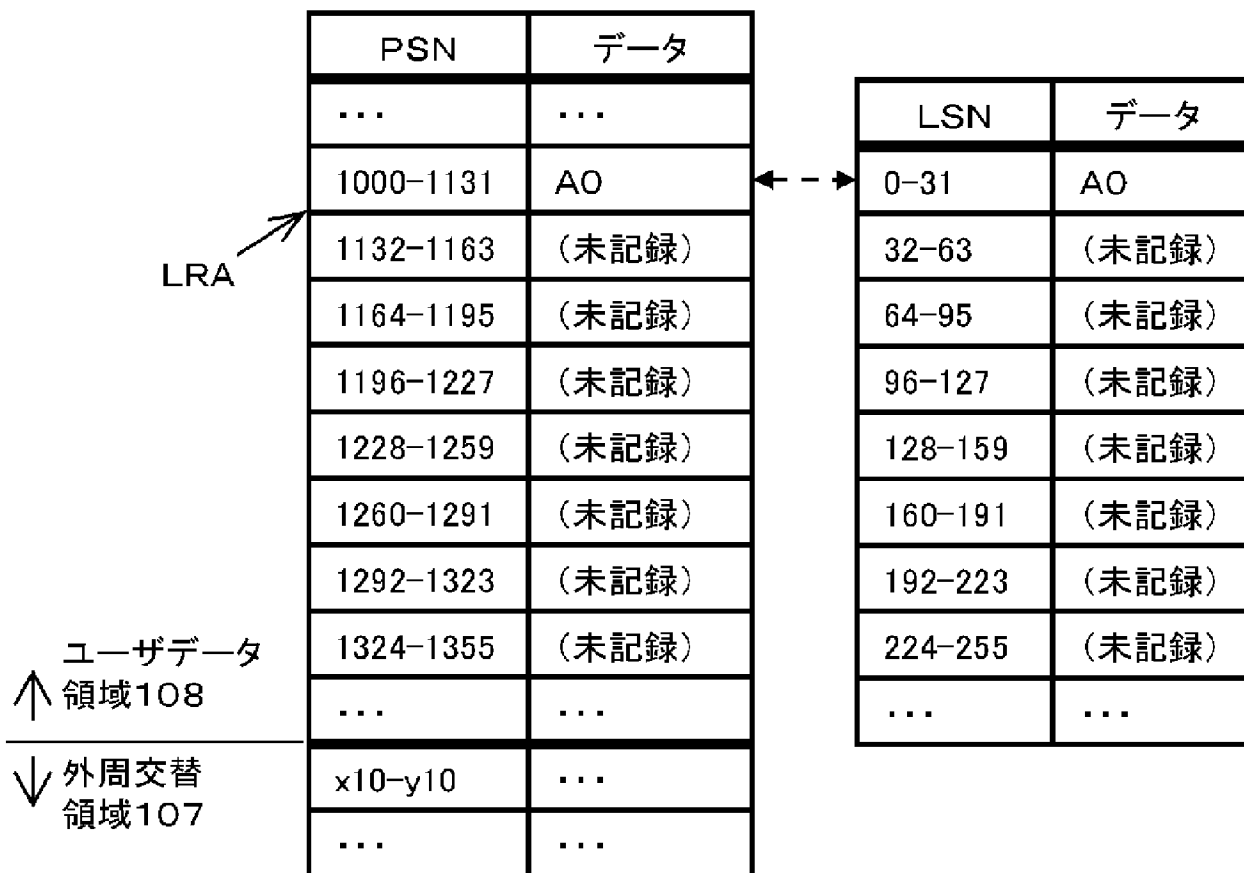 PSN データ
... ...
1000-1131 A0
1132-1163 (未記録)
1164-1195 (未記録)
1196-1227 (未記録)
1228-1259 (未記録)
1260-1291 (未記録)
1292-1323 (未記録)
1324-1355 (未記録)
... ...
x10-y10 ...
... ...
LRA
ユーザデータ
領域108
外周交替
領域107
LSN データ
0-31 A0
32-63 (未記録)
64-95 (未記録)
96-127 (未記録)
128-159 (未記録)
160-191 (未記録)
192-223 (未記録)
224-255 (未記録)
... ...